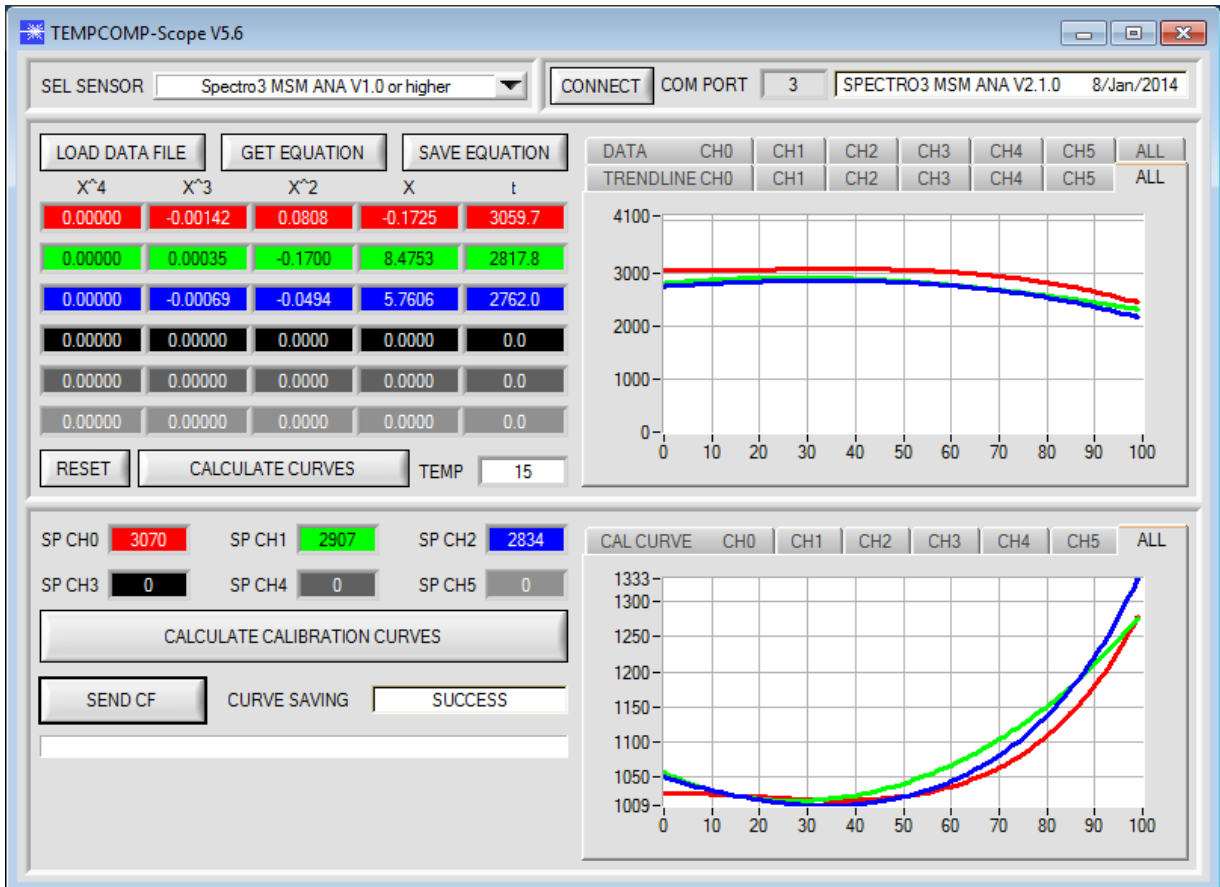 TEMPCOMP-Scope V5.6
SEL SENSOR Spectro3 MSM ANA V1.0 or higher CONNECT COM PORT 3 SPECTRO3 MSM ANA V2.1.0 8/Jan/2014
LOAD DATA FILE GET EQUATION SAVE EQUATION
X^4 X^3 X^2 X t
0.00000 -0.00142 0.0808 -0.1725 3059.7
0.00000 0.00035 -0.1700 8.4753 2817.8
0.00000 -0.00069 -0.0494 5.7606 2762.0
0.00000 0.00000 0.0000 0.0000 0.0
0.00000 0.00000 0.0000 0.0000 0.0
0.00000 0.00000 0.0000 0.0000 0.0
RESET CALCULATE CURVES TEMP 15
DATA CH0 CH1 CH2 CH3 CH4 CH5 ALL
TRENDLINE CH0 CH1 CH2 CH3 CH4 CH5 ALL
4100
3000
2000
1000
0
0 10 20 30 40 50 60 70 80 90 100
SP CH0 3070 SP CH1 2907 SP CH2 2834
SP CH3 0 SP CH4 0 SP CH5 0
CALCULATE CALIBRATION CURVES
SEND CF CURVE SAVING SUCCESS
CAL CURVE CH0 CH1 CH2 CH3 CH4 CH5 ALL
1333
1300
1250
1200
1150
1100
1050
1009
0 10 20 30 40 50 60 70 80 90 100